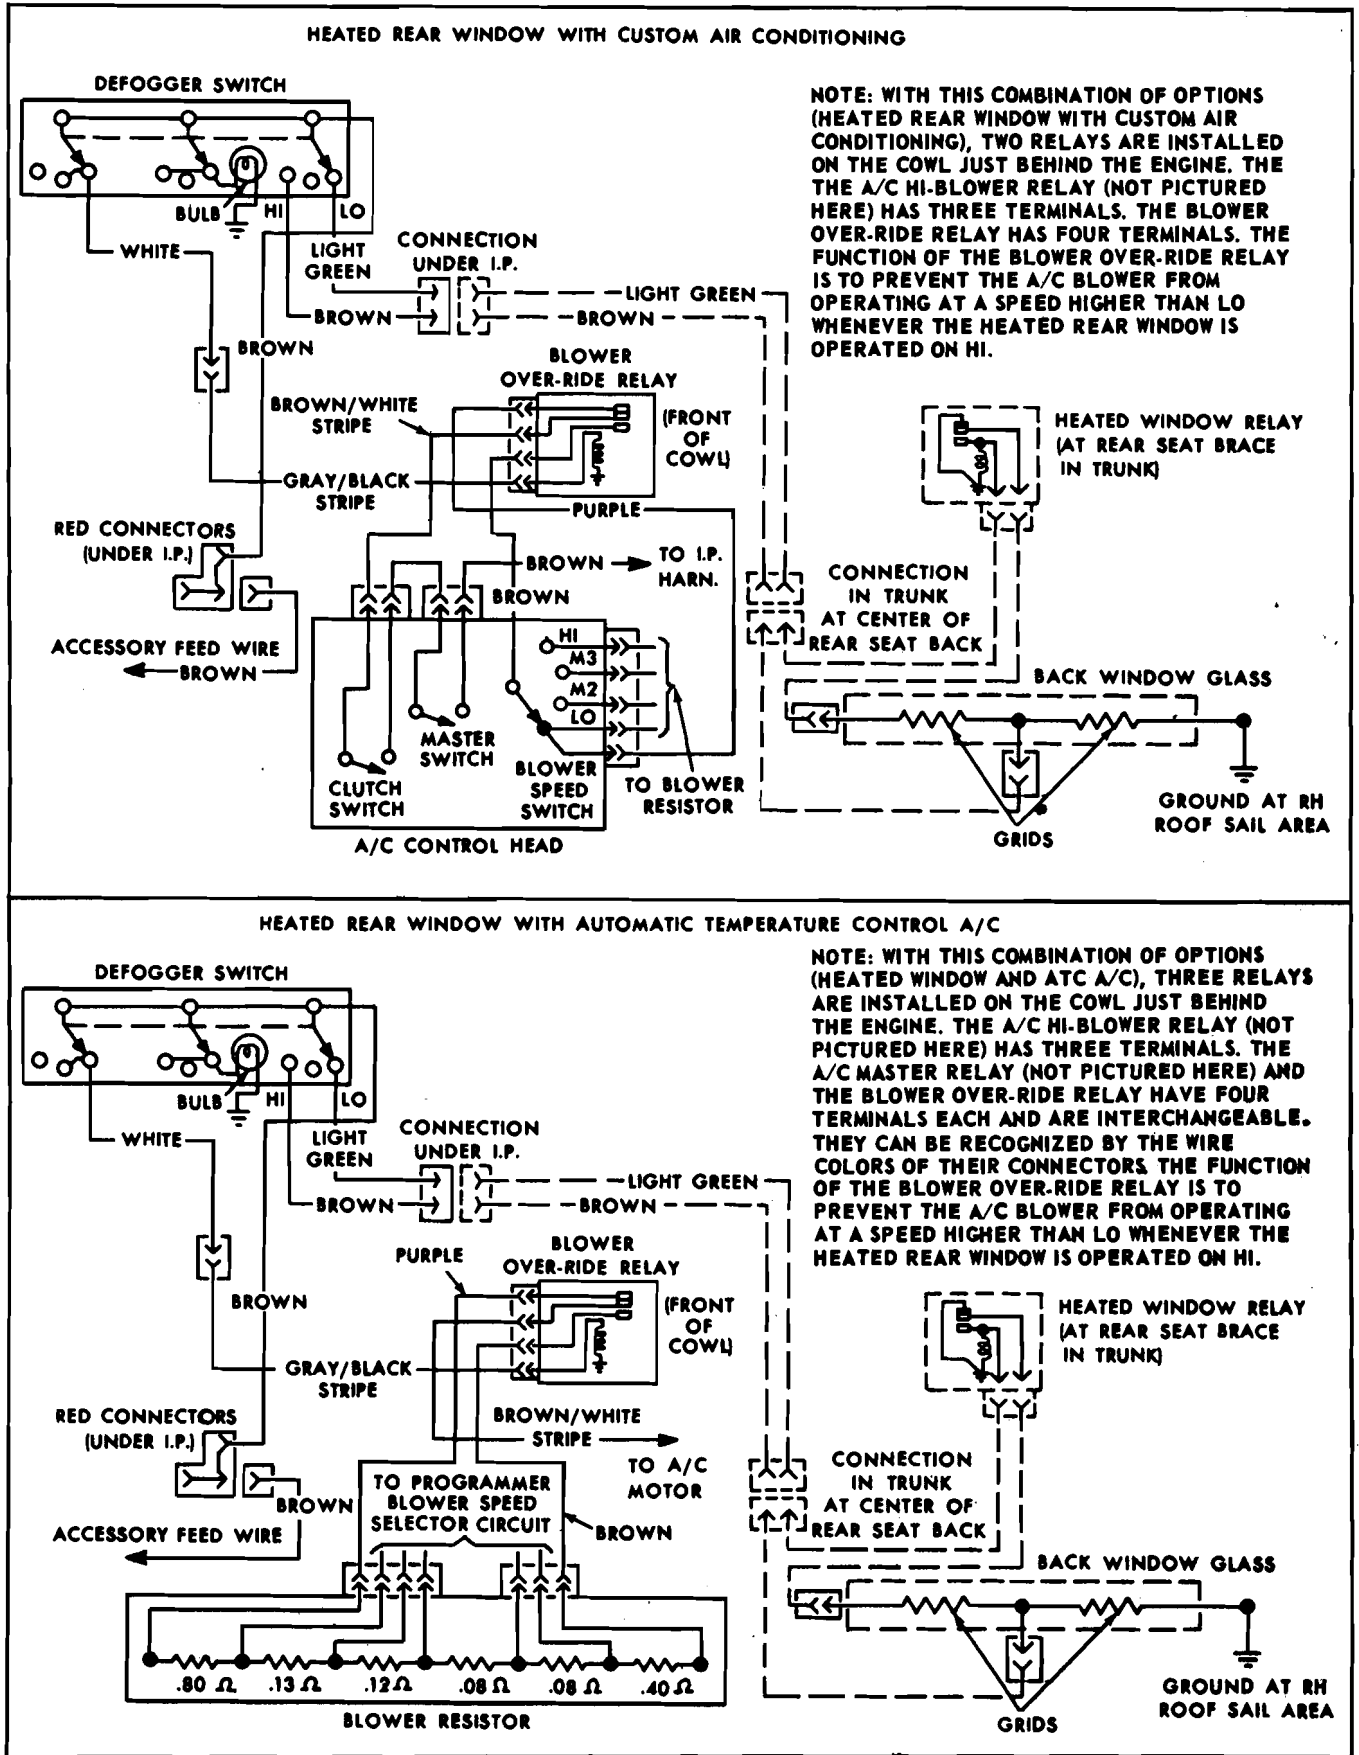 HEATED REAR WINDOW WITH CUSTOM AIR CONDITIONING
DEFOGGER SWITCH
NOTE: WITH THIS COMBINATION OF OPTIONS
(HEATED REAR WINDOW WITH CUSTOM AIR
CONDITIONING), TWO RELAYS ARE INSTALLED
ON THE COWL JUST BEHIND THE ENGINE. THE
THE A/C HI-BLOWER RELAY (NOT PICTURED
HERE) HAS THREE TERMINALS. THE BLOWER
OVER-RIDE RELAY HAS FOUR TERMINALS. THE
FUNCTION OF THE BLOWER OVER-RIDE RELAY
IS TO PREVENT THE A/C BLOWER FROM
OPERATING AT A SPEED HIGHER THAN LO
WHENEVER THE HEATED REAR WINDOW IS
OPERATED ON HI.
BULB
HI
LO
WHITE
LIGHT
GREEN
CONNECTION
UNDER I.P.
LIGHT GREEN
BROWN
BROWN
BROWN
BLOWER
OVER-RIDE RELAY
BROWN/WHITE
STRIPE
(FRONT
OF
COWL)
HEATED WINDOW RELAY
(AT REAR SEAT BRACE
IN TRUNK)
GRAY/BLACK
STRIPE
PURPLE
RED CONNECTORS
(UNDER I.P.)
BROWN
TO I.P.
HARN.
BROWN
CONNECTION
IN TRUNK
AT CENTER OF
REAR SEAT BACK
ACCESSORY FEED WIRE
BROWN
HI
M3
M2
LO
MASTER
SWITCH
CLUTCH
SWITCH
BLOWER
SPEED
SWITCH
TO BLOWER
RESISTOR
A/C CONTROL HEAD
BACK WINDOW GLASS
GROUND AT RH
ROOF SAIL AREA
GRIDS
HEATED REAR WINDOW WITH AUTOMATIC TEMPERATURE CONTROL A/C
DEFOGGER SWITCH
NOTE: WITH THIS COMBINATION OF OPTIONS
(HEATED WINDOW AND ATC A/C), THREE RELAYS
ARE INSTALLED ON THE COWL JUST BEHIND
THE ENGINE. THE A/C HI-BLOWER RELAY (NOT
PICTURED HERE) HAS THREE TERMINALS. THE
A/C MASTER RELAY (NOT PICTURED HERE) AND
THE BLOWER OVER-RIDE RELAY HAVE FOUR
TERMINALS EACH AND ARE INTERCHANGEABLE.
THEY CAN BE RECOGNIZED BY THE WIRE
COLORS OF THEIR CONNECTORS THE FUNCTION
OF THE BLOWER OVER-RIDE RELAY IS TO
PREVENT THE A/C BLOWER FROM OPERATING
AT A SPEED HIGHER THAN LO WHENEVER THE
HEATED REAR WINDOW IS OPERATED ON HI.
BULB
HI
LO
WHITE
LIGHT
GREEN
CONNECTION
UNDER I.P.
LIGHT GREEN
BROWN
BROWN
PURPLE
BLOWER
OVER-RIDE RELAY
BROWN
(FRONT
OF
COWL)
HEATED WINDOW RELAY
(AT REAR SEAT BRACE
IN TRUNK)
GRAY/BLACK
STRIPE
RED CONNECTORS
(UNDER I.P.)
BROWN/WHITE
STRIPE
TO A/C
MOTOR
CONNECTION
IN TRUNK
AT CENTER OF
REAR SEAT BACK
TO PROGRAMMER
BLOWER SPEED
SELECTOR CIRCUIT
BROWN
BROWN
ACCESSORY FEED WIRE
BACK WINDOW GLASS
.80 Ω .13 Ω .12 Ω .08 Ω .08 Ω .40 Ω
BLOWER RESISTOR
GROUND AT RH
ROOF SAIL AREA
GRIDS